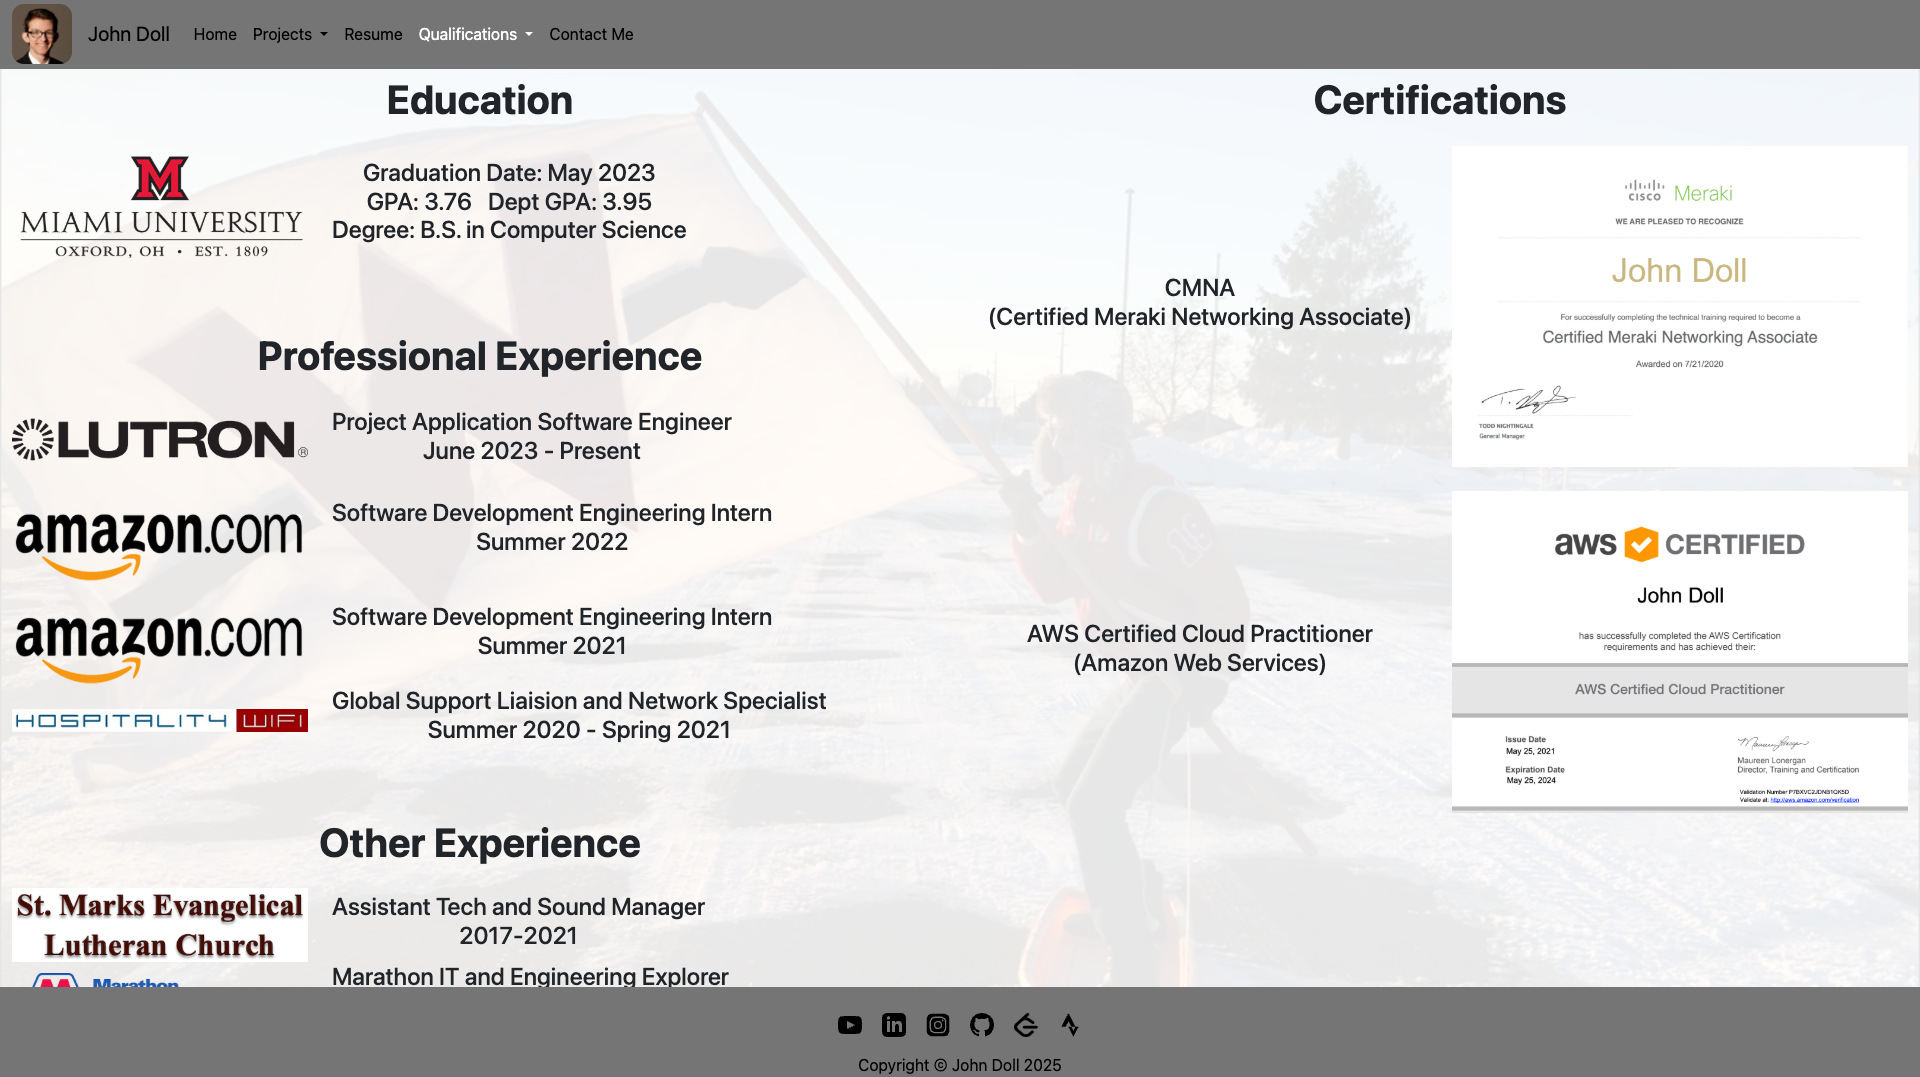 John Doll
Home
Projects
Resume
Qualifications
Contact Me
Education
MIAMI UNIVERSITY
OXFORD, OH • EST. 1809
Graduation Date: May 2023
GPA: 3.76 Dept GPA: 3.95
Degree: B.S. in Computer Science
Professional Experience
LUTRON®
Project Application Software Engineer
June 2023 - Present
amazon.com
Software Development Engineering Intern
Summer 2022
amazon.com
Software Development Engineering Intern
Summer 2021
HOSPITALITY WIFI
Global Support Liaision and Network Specialist
Summer 2020 - Spring 2021
Other Experience
St. Marks Evangelical
Lutheran Church
Assistant Tech and Sound Manager
2017-2021
Marathon
Marathon IT and Engineering Explorer
Certifications
CMNA
(Certified Meraki Networking Associate)
CISCO Meraki
WE ARE PLEASED TO RECOGNIZE
John Doll
For successfully completing the technical training required to become a
Certified Meraki Networking Associate
Awarded on 7/21/2020
TODD NIGHTINGALE
General Manager
AWS Certified Cloud Practitioner
(Amazon Web Services)
aws CERTIFIED
John Doll
has successfully completed the AWS Certification
requirements and has achieved their:
AWS Certified Cloud Practitioner
Issue Date
May 25, 2021
Expiration Date
May 25, 2024
Maureen Lonergan
Director, Training and Certification
Validation Number P7BXVC2JDNB1QK5D
Validate at: http://aws.amazon.com/verification
Copyright © John Doll 2025